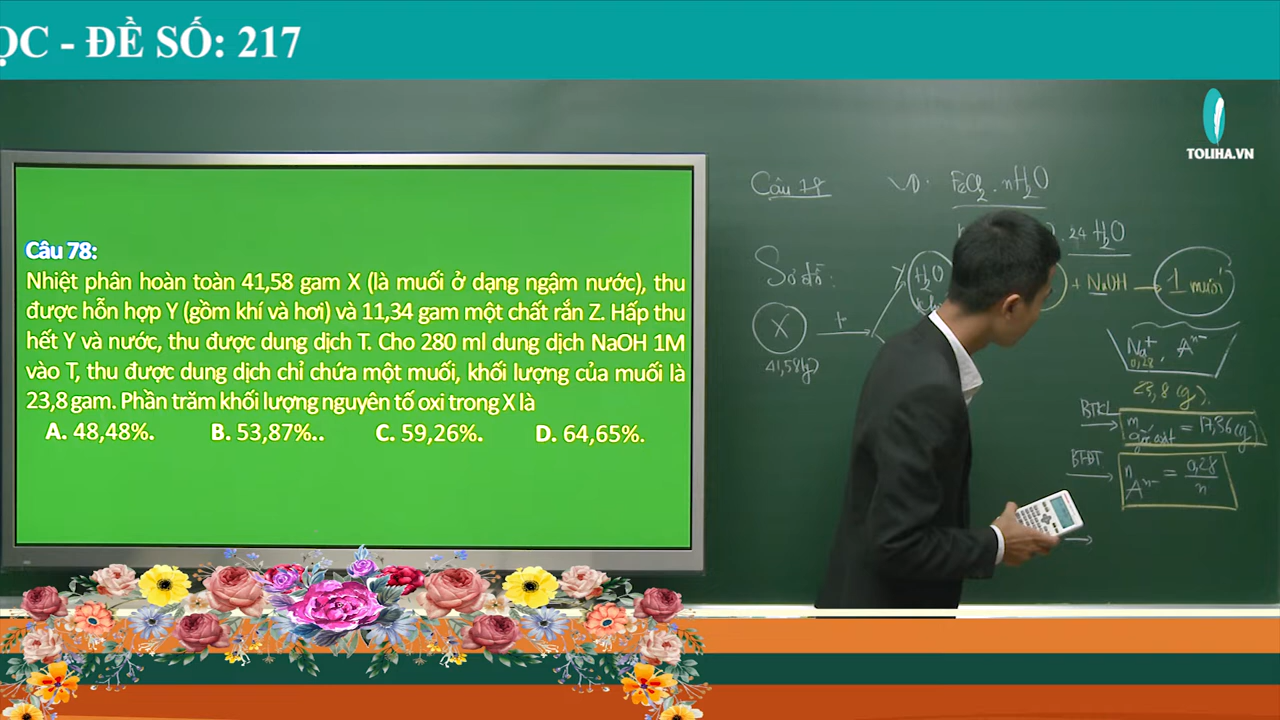 ỌC - ĐỀ SỐ: 217
TOLIHA.VN
Câu 78:
Nhiệt phân hoàn toàn 41,58 gam X (là muối ở dạng ngậm nước), thu
được hỗn hợp Y (gồm khí và hơi) và 11,34 gam một chất rắn Z. Hấp thu
hết Y và nước, thu được dung dịch T. Cho 280 ml dung dịch NaOH 1M
vào T, thu được dung dịch chỉ chứa một muối, khối lượng của muối là
23,8 gam. Phần trăm khối lượng nguyên tố oxi trong X là
A. 48,48%. B. 53,87%.. C. 59,26%. D. 64,65%.
Câu 78
VD: FeCl2.nH2O
.24 H2O
Sơ đồ:
X
41,58(g)
t°
Y
H2O
+ NaOH
1 muối
Na+, A^n-
0,28
23,8(g).
BTKL
m gốc axit = 17,36(g)
BTĐT
n A^n- = 0,28/n